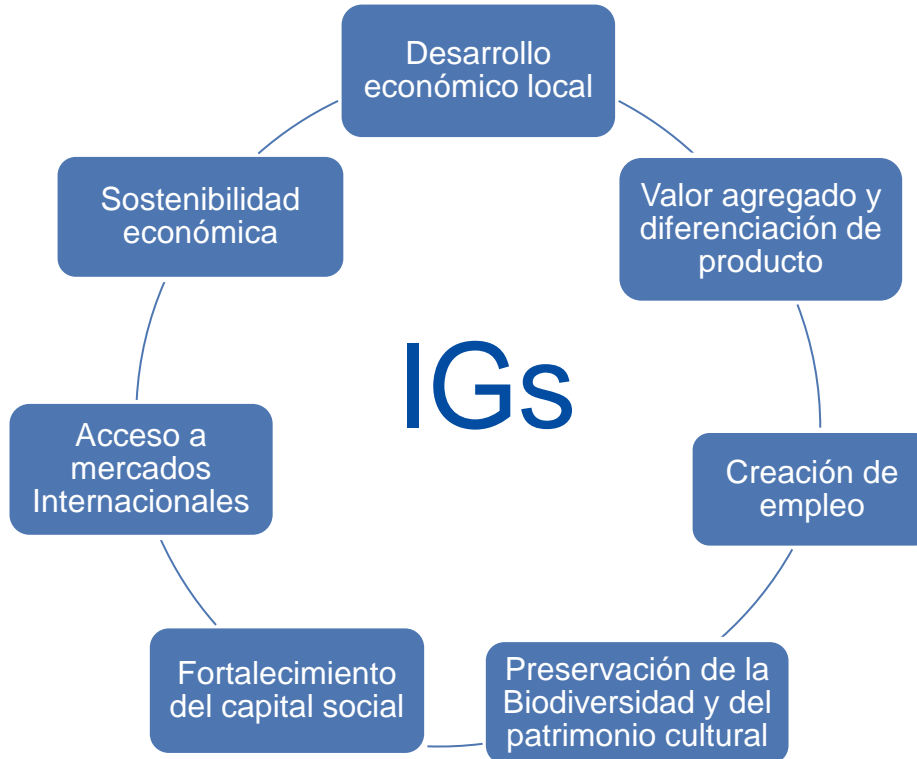 Desarrollo
económico local
Valor agregado y
diferenciación de
producto
Creación de
empleo
Preservación de la
Biodiversidad y del
patrimonio cultural
Fortalecimiento
del capital social
Acceso a
mercados
Internacionales
Sostenibilidad
económica
IGs